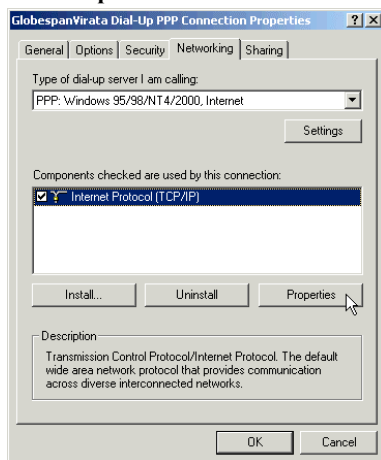 GlobespanVirata Dial-Up PPP Connection Properties
General Options Security Networking Sharing
Type of dial-up server I am calling:
PPP: Windows 95/98/NT4/2000, Internet
Settings
Components checked are used by this connection:
Internet Protocol (TCP/IP)
Install... Uninstall Properties
Description
Transmission Control Protocol/Internet Protocol. The default
wide area network protocol that provides communication
across diverse interconnected networks.
OK Cancel